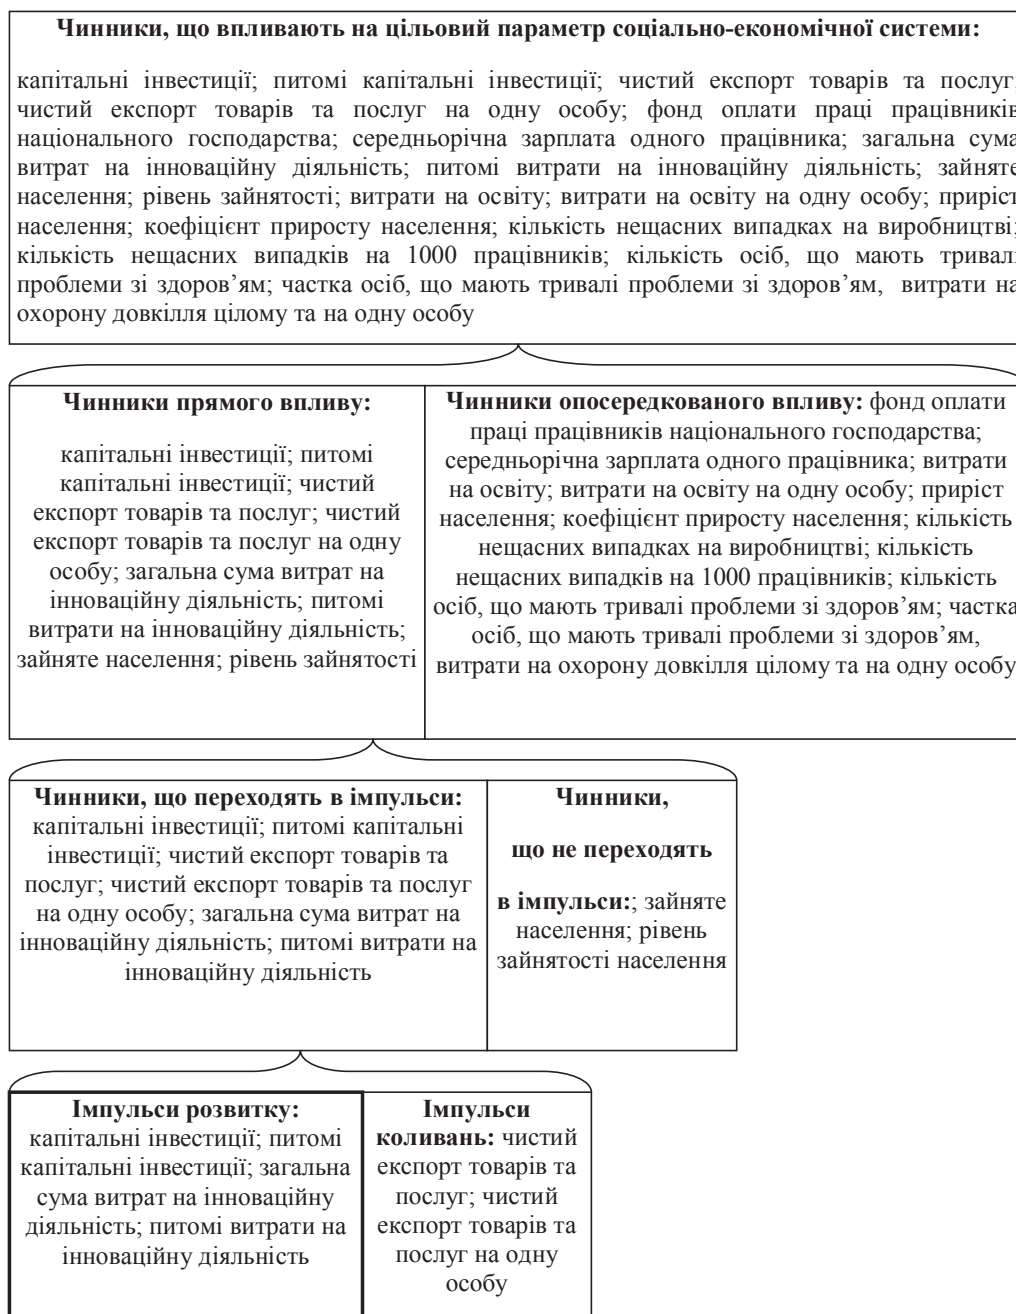 Чинники, що впливають на цільовий параметр соціально-економічної системи:
капітальні інвестиції; питомі капітальні інвестиції; чистий експорт товарів та послуг;
чистий експорт товарів та послуг на одну особу; фонд оплати праці працівників
національного господарства; середньорічна зарплата одного працівника; загальна сума
витрат на інноваційну діяльність; питомі витрати на інноваційну діяльність; зайняте
населення; рівень зайнятості; витрати на освіту; витрати на освіту на одну особу; приріст
населення; коефіцієнт приросту населення; кількість нещасних випадках на виробництві;
кількість нещасних випадків на 1000 працівників; кількість осіб, що мають тривалі
проблеми зі здоров’ям; частка осіб, що мають тривалі проблеми зі здоров’ям, витрати на
охорону довкілля цілому та на одну особу
Чинники прямого впливу:
капітальні інвестиції; питомі
капітальні інвестиції; чистий
експорт товарів та послуг; чистий
експорт товарів та послуг на одну
особу; загальна сума витрат на
інноваційну діяльність; питомі
витрати на інноваційну діяльність;
зайняте населення; рівень зайнятості
Чинники опосередкованого впливу: фонд оплати
праці працівників національного господарства;
середньорічна зарплата одного працівника; витрати
на освіту; витрати на освіту на одну особу; приріст
населення; коефіцієнт приросту населення; кількість
нещасних випадках на виробництві; кількість
нещасних випадків на 1000 працівників; кількість
осіб, що мають тривалі проблеми зі здоров’ям; частка
осіб, що мають тривалі проблеми зі здоров’ям,
витрати на охорону довкілля цілому та на одну особу
Чинники, що переходять в імпульси:
капітальні інвестиції; питомі капітальні
інвестиції; чистий експорт товарів та
послуг; чистий експорт товарів та послуг
на одну особу; загальна сума витрат на
інноваційну діяльність; питомі витрати на
інноваційну діяльність
Чинники,
що не переходять
в імпульси:; зайняте
населення; рівень
зайнятості населення
Імпульси розвитку:
капітальні інвестиції; питомі
капітальні інвестиції; загальна
сума витрат на інноваційну
діяльність; питомі витрати на
інноваційну діяльність
Імпульси
коливань: чистий
експорт товарів та
послуг; чистий
експорт товарів та
послуг на одну
особу